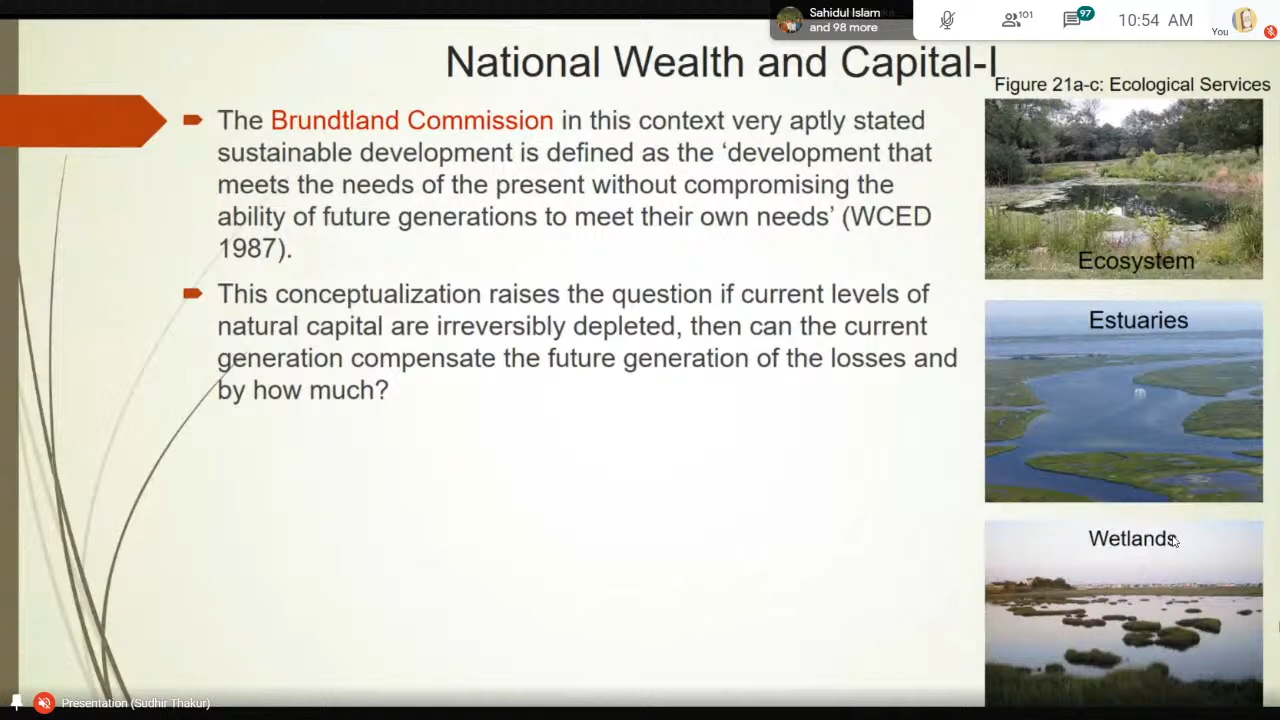 Sahidul Islam
and 98 more
101
97
10:54 AM
You
National Wealth and Capital-I
Figure 21a-c: Ecological Services
The Brundtland Commission in this context very aptly stated
sustainable development is defined as the ‘development that
meets the needs of the present without compromising the
ability of future generations to meet their own needs’ (WCED
1987).
This conceptualization raises the question if current levels of
natural capital are irreversibly depleted, then can the current
generation compensate the future generation of the losses and
by how much?
Ecosystem
Estuaries
Wetlands
Presentation (Sudhir Thakur)